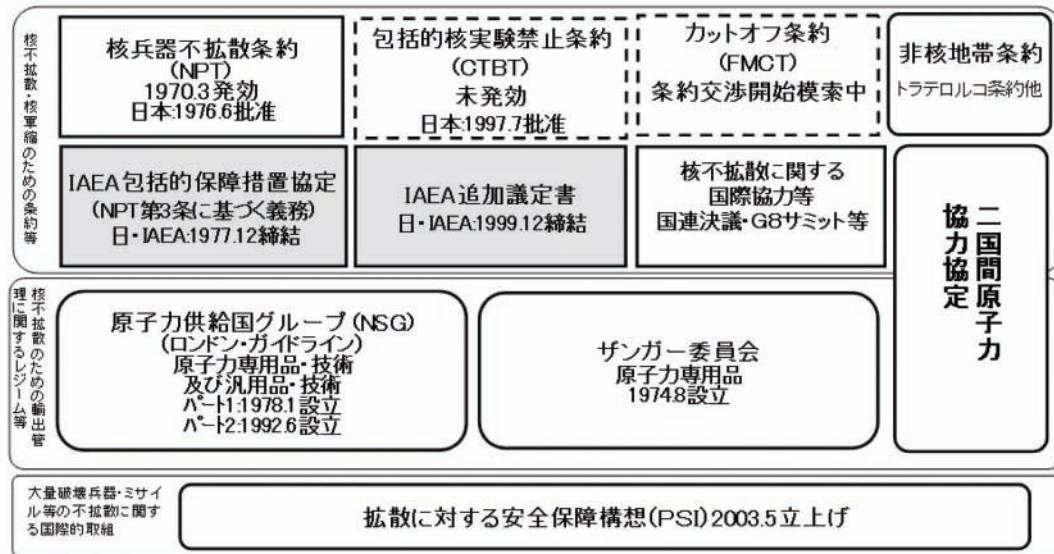 核不拡散・核軍縮のための条約等
核兵器不拡散条約
(NPT)
1970.3発効
日本:1976.6批准
包括的核実験禁止条約
(CTBT)
未発効
日本:1997.7批准
カットオフ条約
(FMCT)
条約交渉開始模索中
非核地帯条約
トラテロルコ条約他
IAEA包括的保障措置協定
(NPT第3条に基づく義務)
日・IAEA:1977.12締結
IAEA追加議定書
日・IAEA:1999.12締結
核不拡散に関する
国際協力等
国連決議・G8サミット等
二国間原子力
協力協定
核不拡散のための輸出管
理に関するレジーム等
原子力供給国グループ(NSG)
(ロンドン・ガイドライン)
原子力専用品・技術
及び汎用品・技術
パート1:1978.1設立
パート2:1992.6設立
ザンガー委員会
原子力専用品
1974.8設立
大量破壊兵器・ミサイ
ル等の不拡散に関す
る国際的取組
拡散に対する安全保障構想(PSI)2003.5立上げ